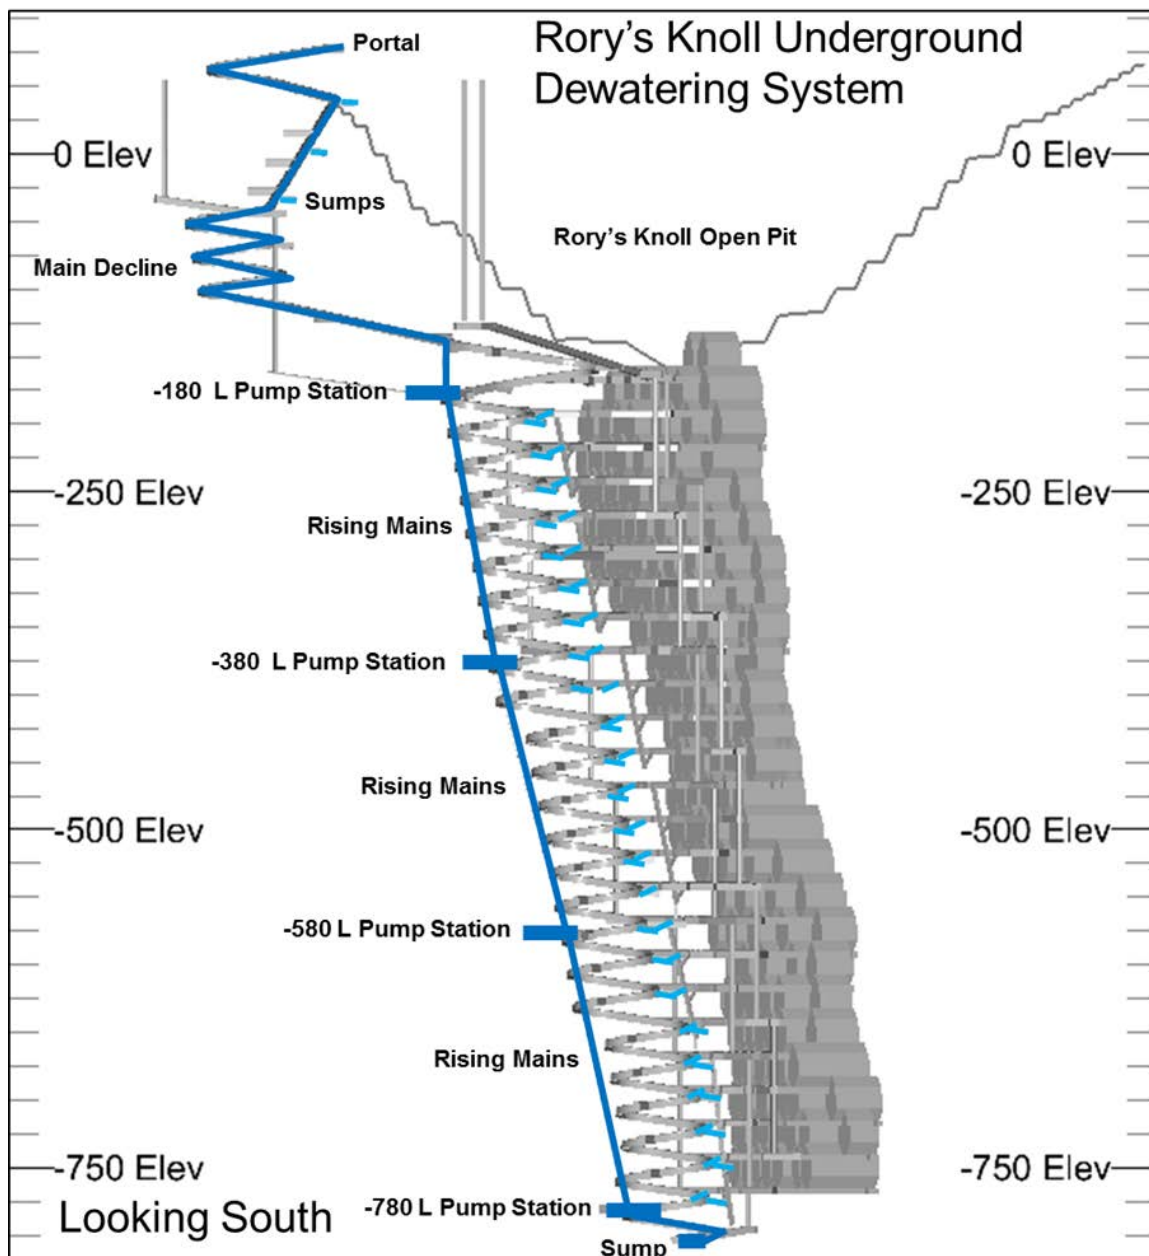 Rory's Knoll Underground
Dewatering System
Portal
0 Elev
0 Elev
Sumps
Rory's Knoll Open Pit
Main Decline
-180 L Pump Station
-250 Elev
-250 Elev
Rising Mains
-380 L Pump Station
Rising Mains
-500 Elev
-500 Elev
-580 L Pump Station
Rising Mains
-750 Elev
-750 Elev
-780 L Pump Station
Looking South
Sump